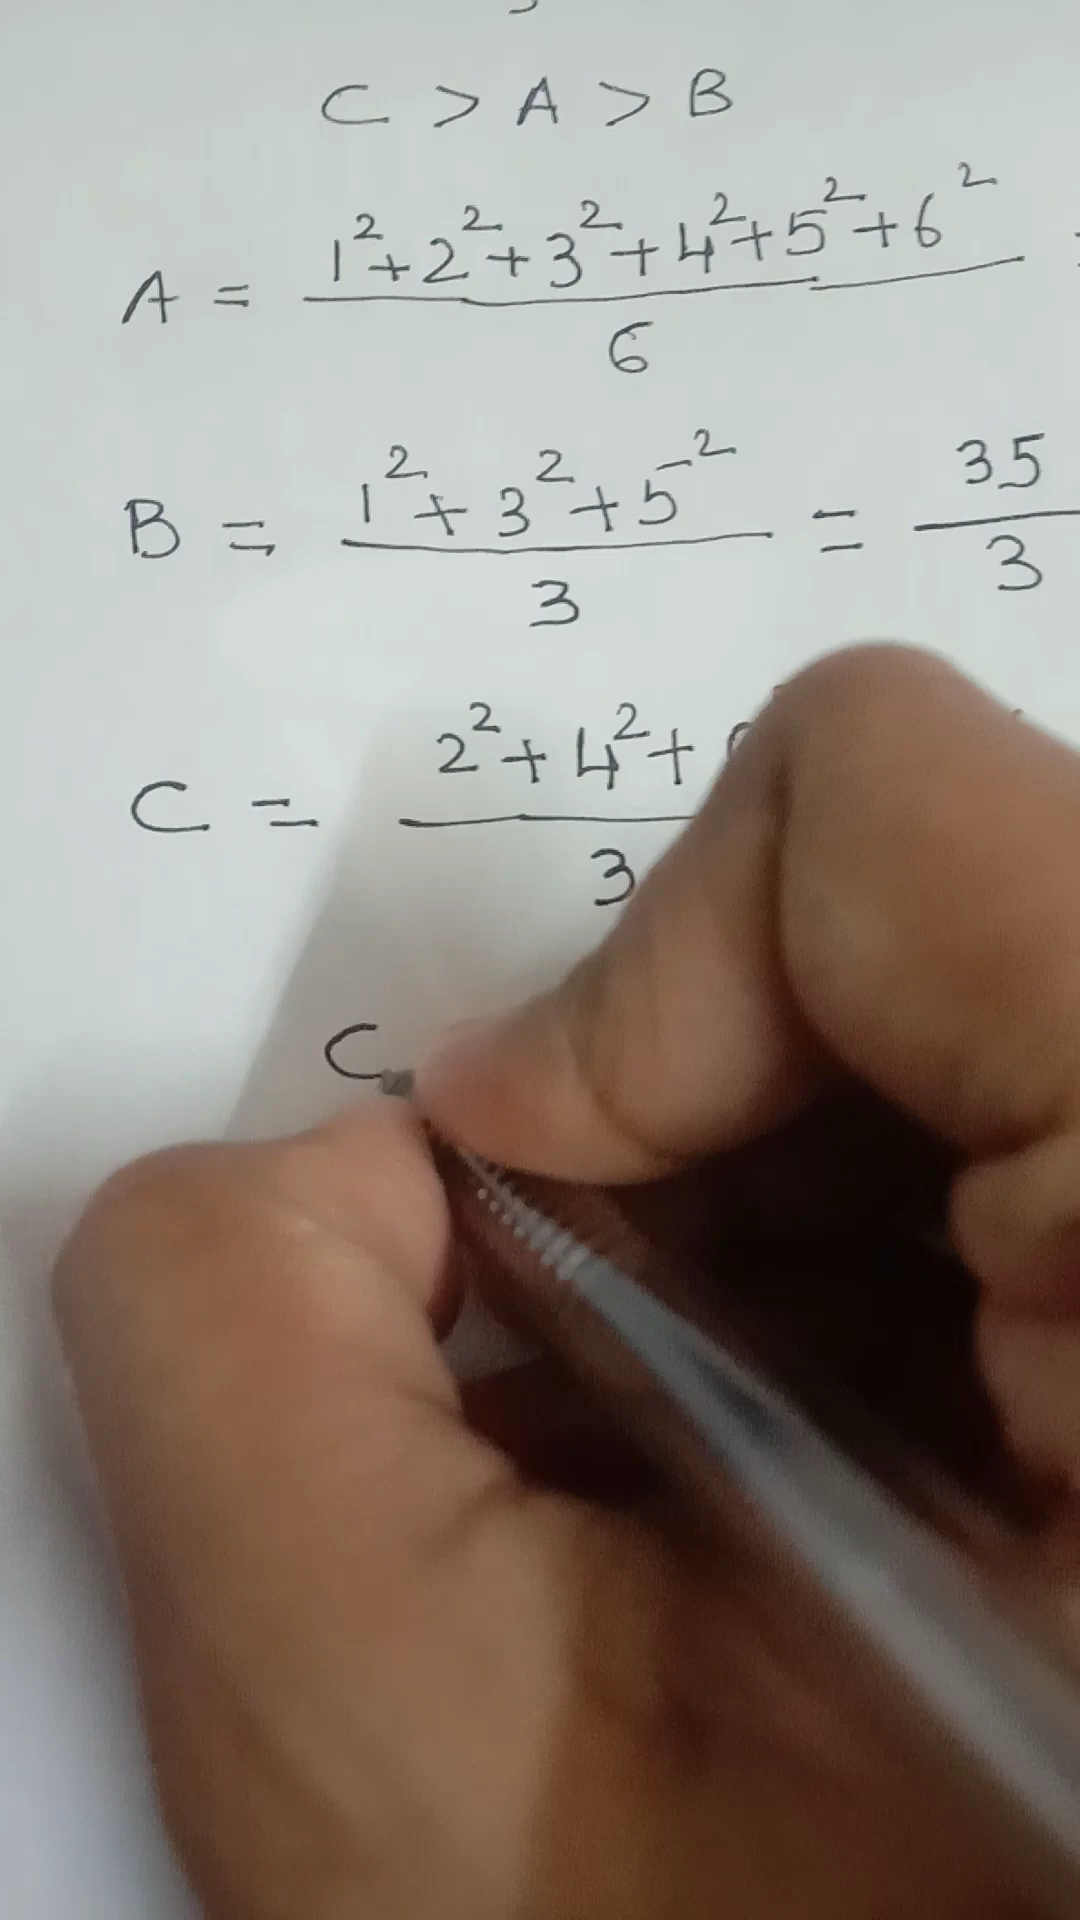 C > A > B
A = 1²+2²+3²+4²+5²+6² / 6
B = 1²+3²+5² / 3 = 35 / 3
C = 2²+4²+ / 3
C